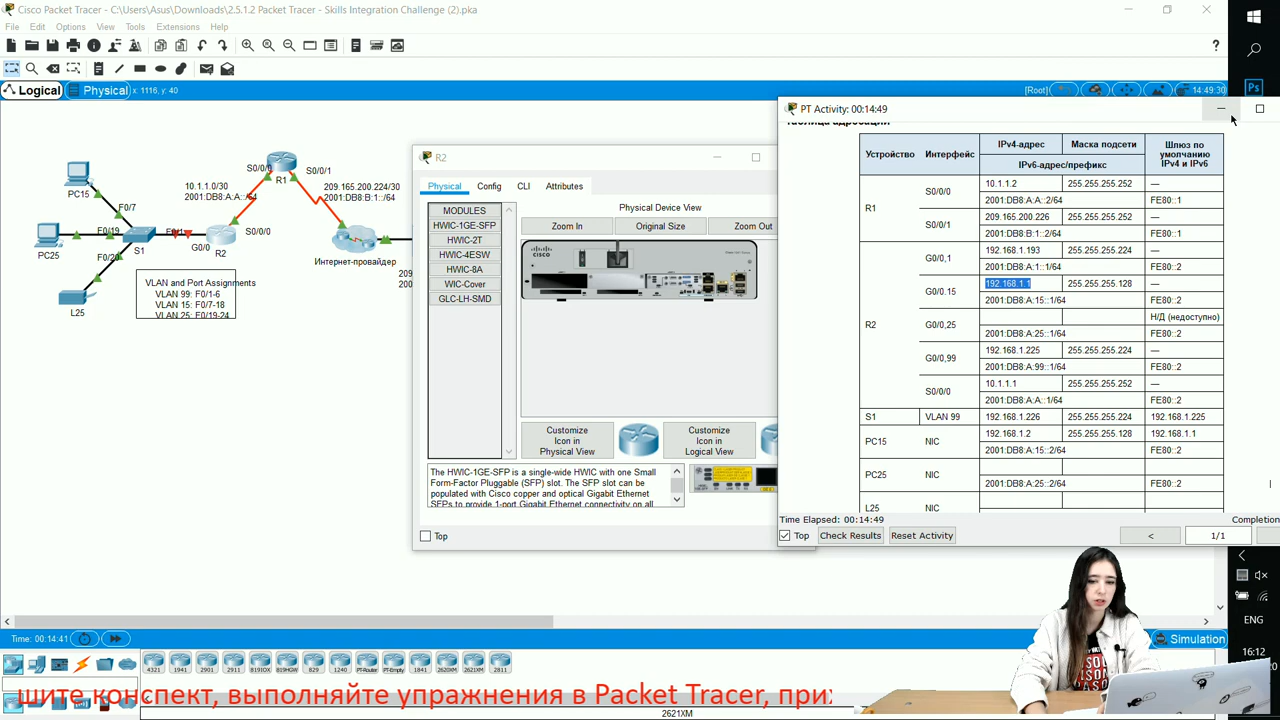 Cisco Packet Tracer - C:\Users\Asus\Downloads\2.5.1.2 Packet Tracer - Skills Integration Challenge (2).pka
File Edit Options View Tools Extensions Help
?
Logical Physical x: 1116, y: 40 [Root] 14:49:30
PT Activity: 00:14:49
Ps
Таблица адресации
Устройство Интерфейс IPv4-адрес Маска подсети Шлюз по умолчанию IPv4 и IPv6
IPv6-адрес/префикс
R1 S0/0/0 10.1.1.2 255.255.255.252 —
2001:DB8:A:A::2/64 FE80::1
S0/0/1 209.165.200.226 255.255.255.252 —
2001:DB8:B:1::2/64 FE80::1
R2 G0/0,1 192.168.1.193 255.255.255.224 —
2001:DB8:A:1::1/64 FE80::2
G0/0.15 192.168.1.1 255.255.255.128 —
2001:DB8:A:15::1/64 FE80::2
G0/0,25 Н/Д (недоступно)
2001:DB8:A:25::1/64 FE80::2
G0/0,99 192.168.1.225 255.255.255.224 —
2001:DB8:A:99::1/64 FE80::2
S0/0/0 10.1.1.1 255.255.255.252 —
2001:DB8:A:A::1/64 FE80::2
S1 VLAN 99 192.168.1.226 255.255.255.224 192.168.1.225
PC15 NIC 192.168.1.2 255.255.255.128 192.168.1.1
2001:DB8:A:15::2/64 FE80::2
PC25 NIC
2001:DB8:A:25::2/64 FE80::2
L25 NIC
Time Elapsed: 00:14:49 Completion
Top Check Results Reset Activity < 1/1
R2
Physical Config CLI Attributes
MODULES
HWIC-1GE-SFP
HWIC-2T
HWIC-4ESW
HWIC-8A
WIC-Cover
GLC-LH-SMD
Physical Device View
Zoom In Original Size Zoom Out
CISCO
Customize
Icon in
Physical View
Customize
Icon in
Logical View
The HWIC-1GE-SFP is a single-wide HWIC with one Small
Form-Factor Pluggable (SFP) slot. The SFP slot can be
populated with Cisco copper and optical Gigabit Ethernet
SFPs to provide 1-port Gigabit Ethernet connectivity on all
Top
S0/0/0
R1
S0/0/1
10.1.1.0/30
2001:DB8:A:A::/64
209.165.200.224/30
2001:DB8:B:1::/64
PC15
F0/7
PC25
F0/19
S1
F0/1
G0/0
R2
S0/0/0
F0/20
L25
Интернет-провайдер
VLAN and Port Assignments
VLAN 99: F0/1-6
VLAN 15: F0/7-18
VLAN 25: F0/19-24
Time: 00:14:41 Simulation
4321 1941 2901 2911 819IOX 819HGW 829 1240 PT-Router PT-Empty 1841 2620XM 2621XM 2811
2621XM
шите конспект, выполняйте упражнения в Packet Tracer, при
ENG
16:12